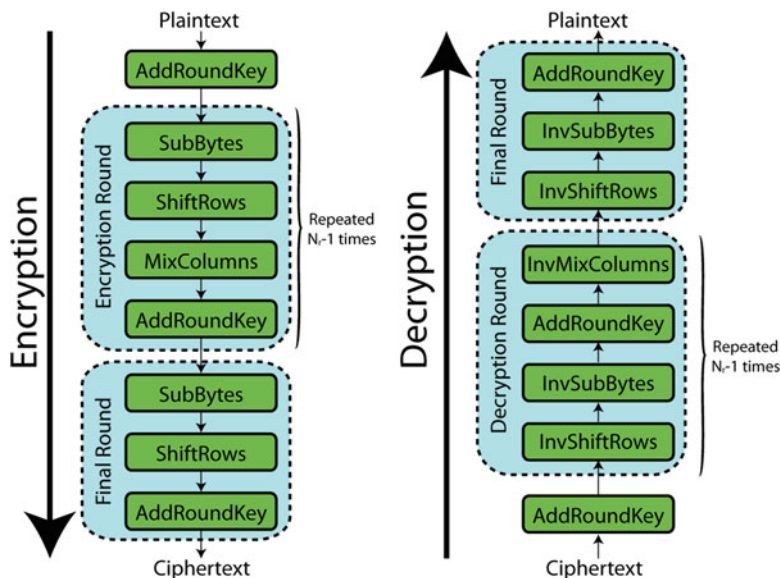 Plaintext
AddRoundKey
Encryption Round
SubBytes
ShiftRows
MixColumns
AddRoundKey
Repeated
Nr-1 times
Final Round
SubBytes
ShiftRows
AddRoundKey
Ciphertext
Encryption
Plaintext
Final Round
AddRoundKey
InvSubBytes
InvShiftRows
Decryption Round
InvMixColumns
AddRoundKey
InvSubBytes
InvShiftRows
Repeated
Nr-1 times
AddRoundKey
Ciphertext
Decryption